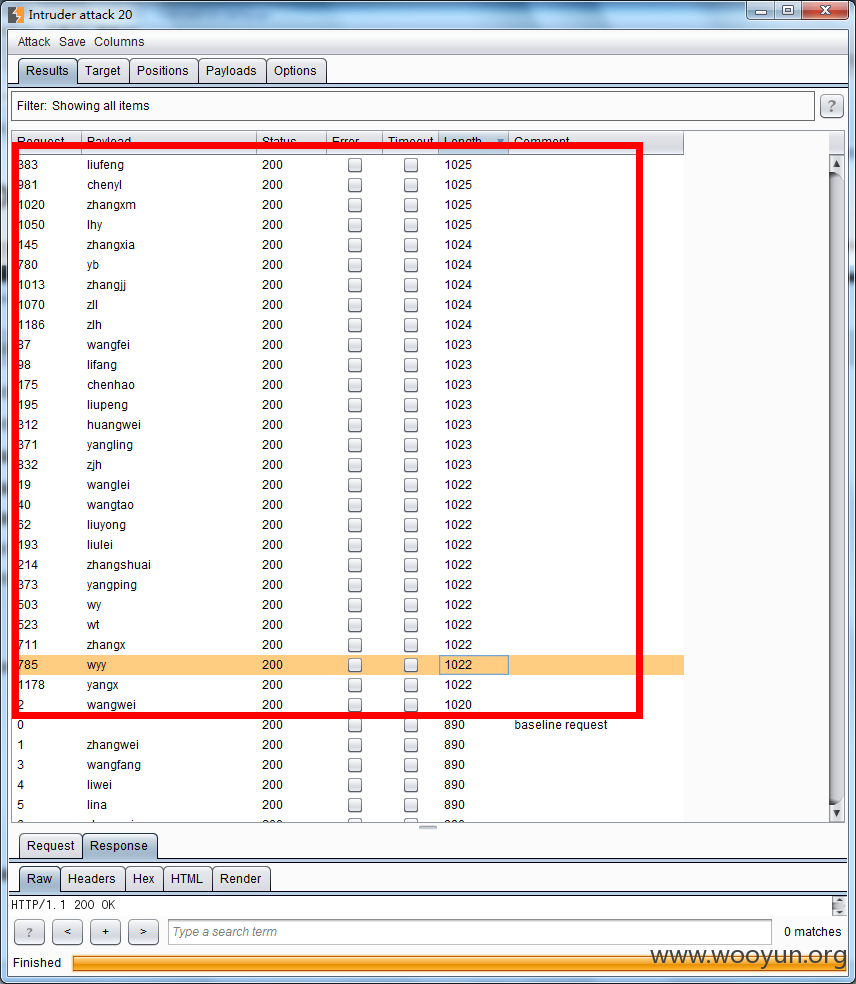 Intruder attack 20
Attack Save Columns
Results Target Positions Payloads Options
Filter: Showing all items ?
Request Payload Status Error Timeout Length Comment
383 liufeng 200 1025
981 chenyl 200 1025
1020 zhangxm 200 1025
1050 lhy 200 1025
145 zhangxia 200 1024
780 yb 200 1024
1013 zhangjj 200 1024
1070 zll 200 1024
1186 zlh 200 1024
37 wangfei 200 1023
98 lifang 200 1023
175 chenhao 200 1023
195 liupeng 200 1023
312 huangwei 200 1023
371 yangling 200 1023
832 zjh 200 1023
19 wanglei 200 1022
40 wangtao 200 1022
62 liuyong 200 1022
193 liulei 200 1022
214 zhangshuai 200 1022
373 yangping 200 1022
503 wy 200 1022
523 wt 200 1022
711 zhangx 200 1022
785 wyy 200 1022
1178 yangx 200 1022
2 wangwei 200 1020
0 200 890 baseline request
1 zhangwei 200 890
3 wangfang 200 890
4 liwei 200 890
5 lina 200 890
Request Response
Raw Headers Hex HTML Render
HTTP/1.1 200 OK
? < + > Type a search term 0 matches
www.wooyun.org
Finished